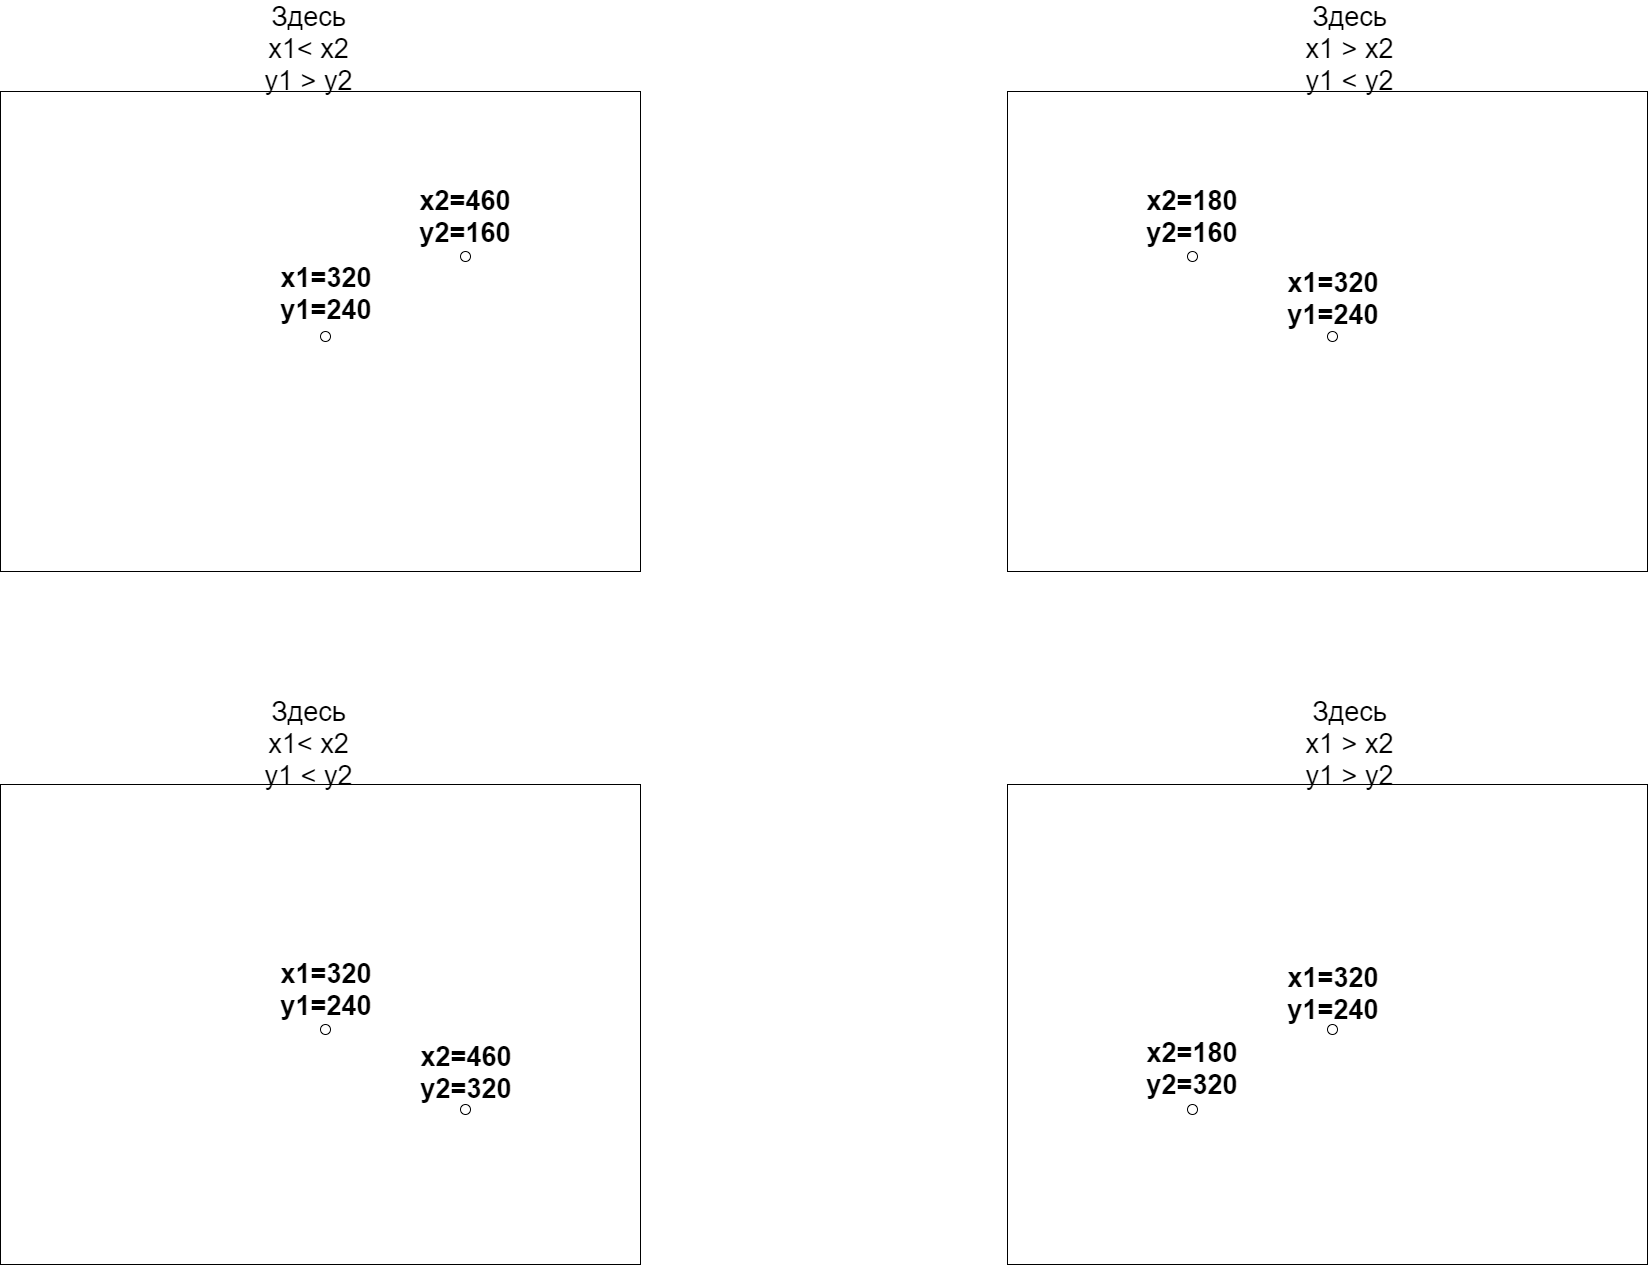 Здесь
x1< x2
y1 > y2
x2=460
y2=160
x1=320
y1=240
Здесь
x1 > x2
y1 < y2
x2=180
y2=160
x1=320
y1=240
Здесь
x1< x2
y1 < y2
x1=320
y1=240
x2=460
y2=320
Здесь
x1 > x2
y1 > y2
x1=320
y1=240
x2=180
y2=320